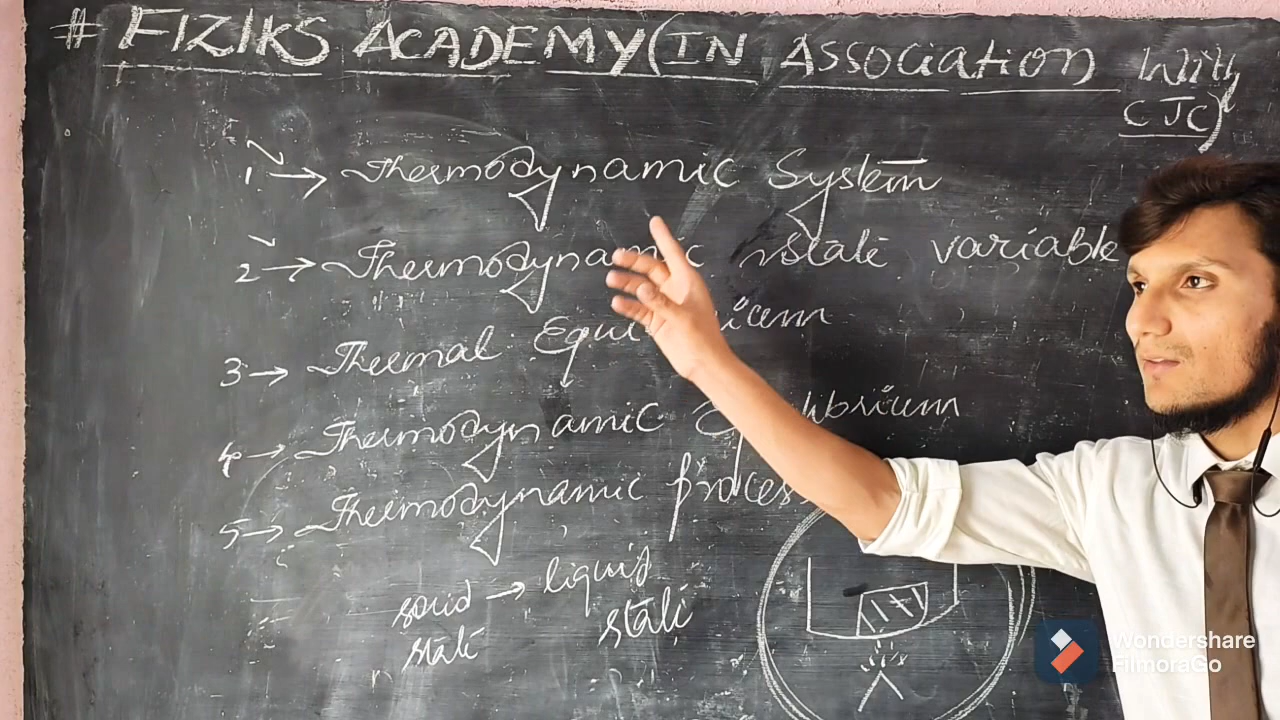 # FIZIKS ACADEMY (IN ASSOCIATION With
CJC)
1 → Thermodynamic System
2 → Thermodynamic state variable
3 → Thermal Equilibrium
4 → Thermodynamic Equilibrium
5 → Thermodynamic process
solid → liquid
state state
Wondershare
FilmoraGo